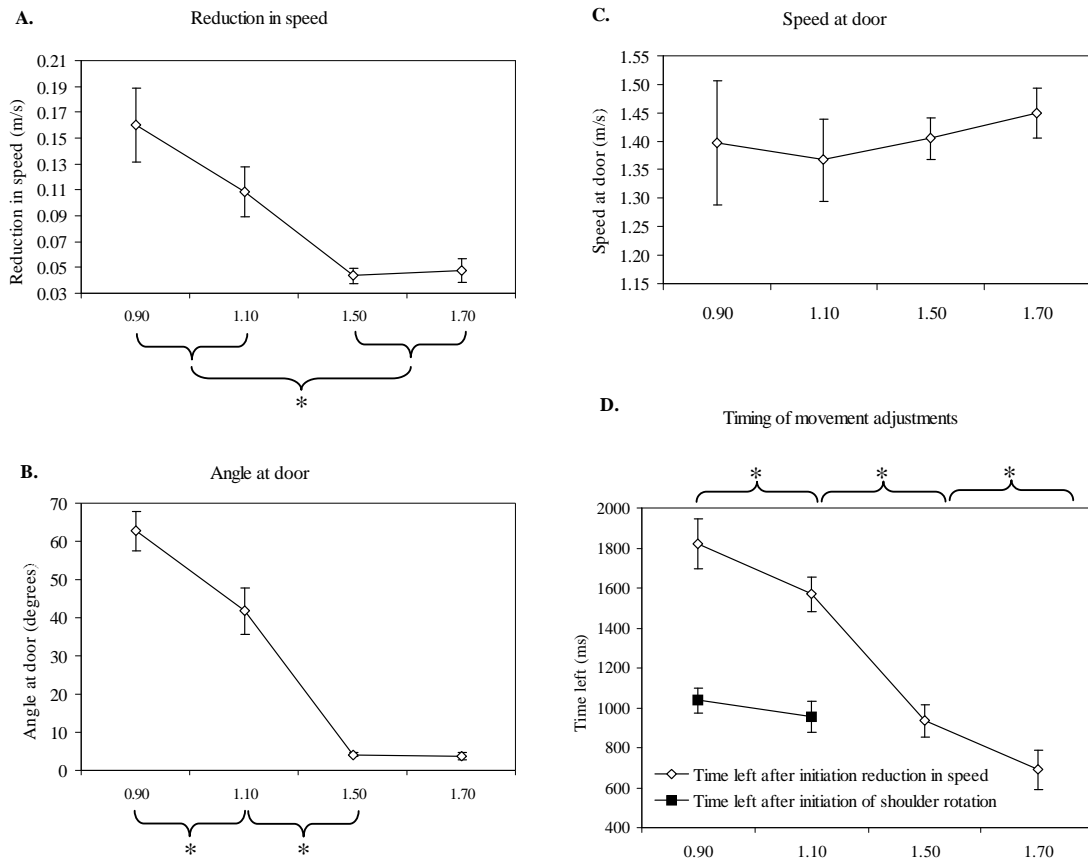 A.
Reduction in speed
Reduction in speed (m/s)
0.21
0.19
0.17
0.15
0.13
0.11
0.09
0.07
0.05
0.03
0.90 1.10 1.50 1.70
*
B.
Angle at door
Angle at door (degrees)
70
60
50
40
30
20
10
0
0.90 1.10 1.50 1.70
* *
C.
Speed at door
Speed at door (m/s)
1.55
1.50
1.45
1.40
1.35
1.30
1.25
1.20
1.15
0.90 1.10 1.50 1.70
D.
Timing of movement adjustments
* * *
Time left (ms)
2000
1800
1600
1400
1200
1000
800
600
400
Time left after initiation reduction in speed
Time left after initiation of shoulder rotation
0.90 1.10 1.50 1.70